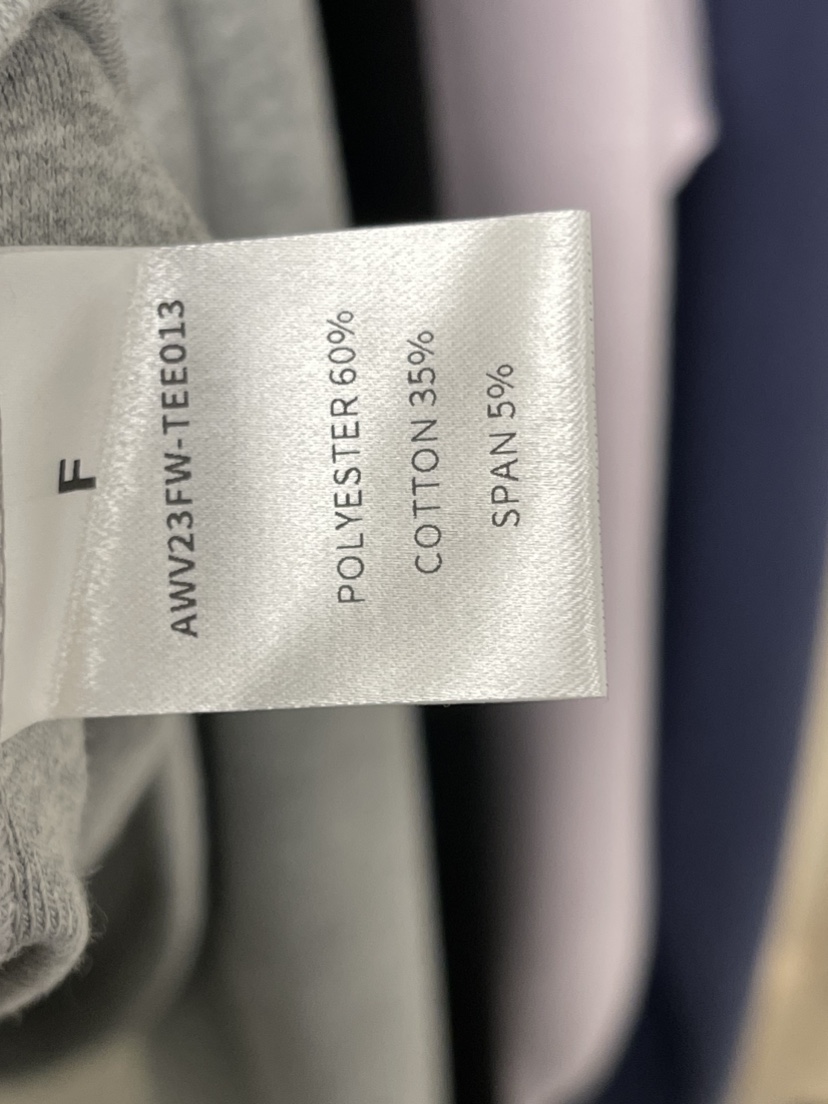 F
AWV23FW-TEE013
POLYESTER 60%
COTTON 35%
SPAN 5%